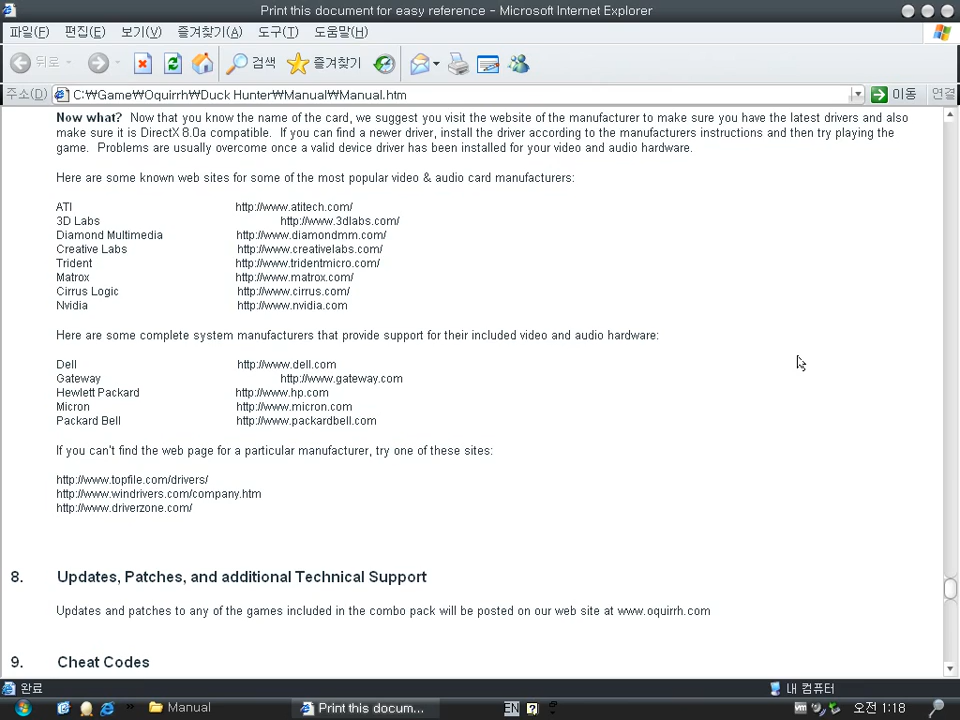 Print this document for easy reference - Microsoft Internet Explorer
파일(F) 편집(E) 보기(V) 즐겨찾기(A) 도구(T) 도움말(H)
뒤로 검색 즐겨찾기
주소(D) C:₩Game₩Oquirrh₩Duck Hunter₩Manual₩Manual.htm 이동 연결
Now what? Now that you know the name of the card, we suggest you visit the website of the manufacturer to make sure you have the latest drivers and also
make sure it is DirectX 8.0a compatible. If you can find a newer driver, install the driver according to the manufacturers instructions and then try playing the
game. Problems are usually overcome once a valid device driver has been installed for your video and audio hardware.
Here are some known web sites for some of the most popular video & audio card manufacturers:
ATI http://www.atitech.com/
3D Labs http://www.3dlabs.com/
Diamond Multimedia http://www.diamondmm.com/
Creative Labs http://www.creativelabs.com/
Trident http://www.tridentmicro.com/
Matrox http://www.matrox.com/
Cirrus Logic http://www.cirrus.com/
Nvidia http://www.nvidia.com
Here are some complete system manufacturers that provide support for their included video and audio hardware:
Dell http://www.dell.com
Gateway http://www.gateway.com
Hewlett Packard http://www.hp.com
Micron http://www.micron.com
Packard Bell http://www.packardbell.com
If you can't find the web page for a particular manufacturer, try one of these sites:
http://www.topfile.com/drivers/
http://www.windrivers.com/company.htm
http://www.driverzone.com/
8. Updates, Patches, and additional Technical Support
Updates and patches to any of the games included in the combo pack will be posted on our web site at www.oquirrh.com
9. Cheat Codes
완료 내 컴퓨터
Manual Print this docum... EN 오전 1:18